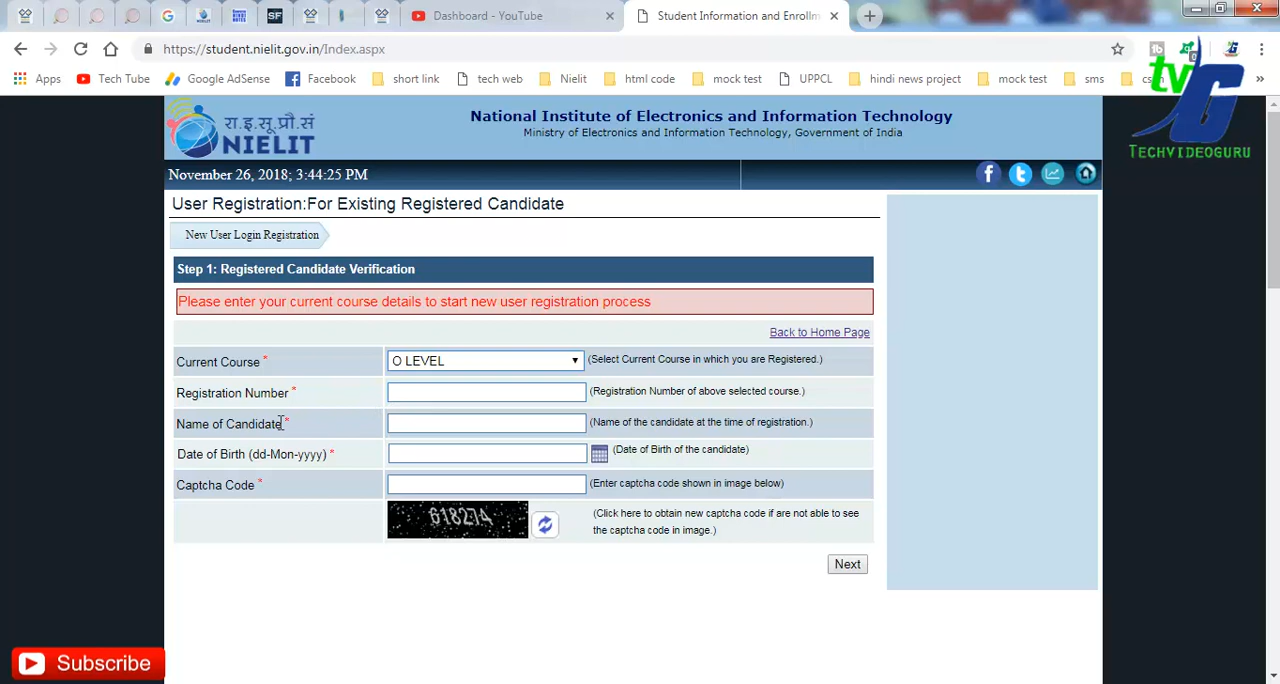 Dashboard - YouTube
Student Information and Enrollm
https://student.nielit.gov.in/Index.aspx
Apps
Tech Tube
Google AdSense
Facebook
short link
tech web
Nielit
html code
mock test
UPPCL
hindi news project
mock test
sms
TECHVIDEOGURU
रा.इ.सू.प्रौ.सं
NIELIT
National Institute of Electronics and Information Technology
Ministry of Electronics and Information Technology, Government of India
November 26, 2018; 3:44:25 PM
User Registration:For Existing Registered Candidate
New User Login Registration
Step 1: Registered Candidate Verification
Please enter your current course details to start new user registration process
Back to Home Page
Current Course *
O LEVEL
(Select Current Course in which you are Registered.)
Registration Number *
(Registration Number of above selected course.)
Name of Candidate *
(Name of the candidate at the time of registration.)
Date of Birth (dd-Mon-yyyy) *
(Date of Birth of the candidate)
Captcha Code *
(Enter captcha code shown in image below)
618274
(Click here to obtain new captcha code if are not able to see
the captcha code in image.)
Next
Subscribe